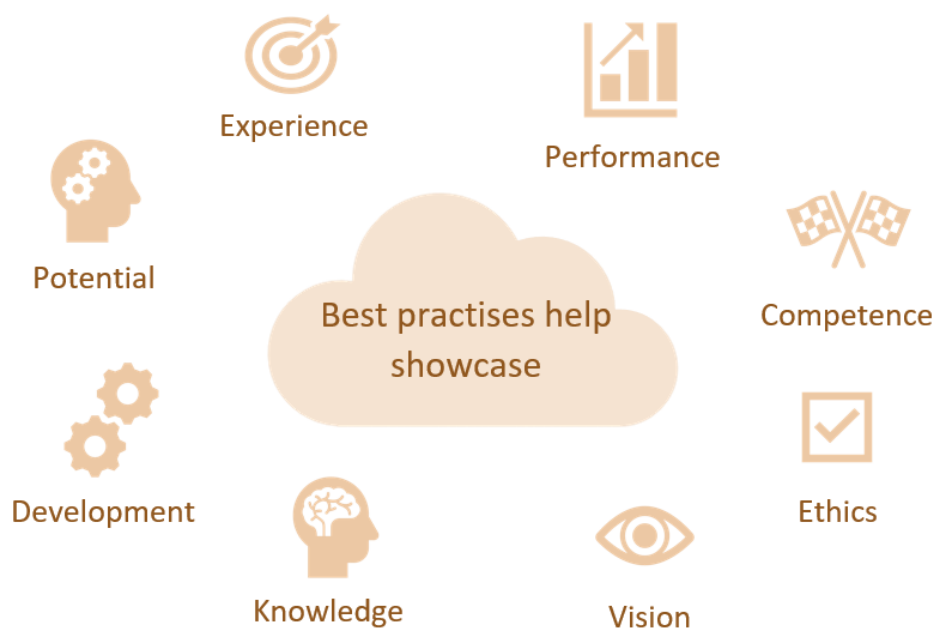 Experience
Performance
Potential
Best practises help
showcase
Competence
Development
Ethics
Knowledge
Vision